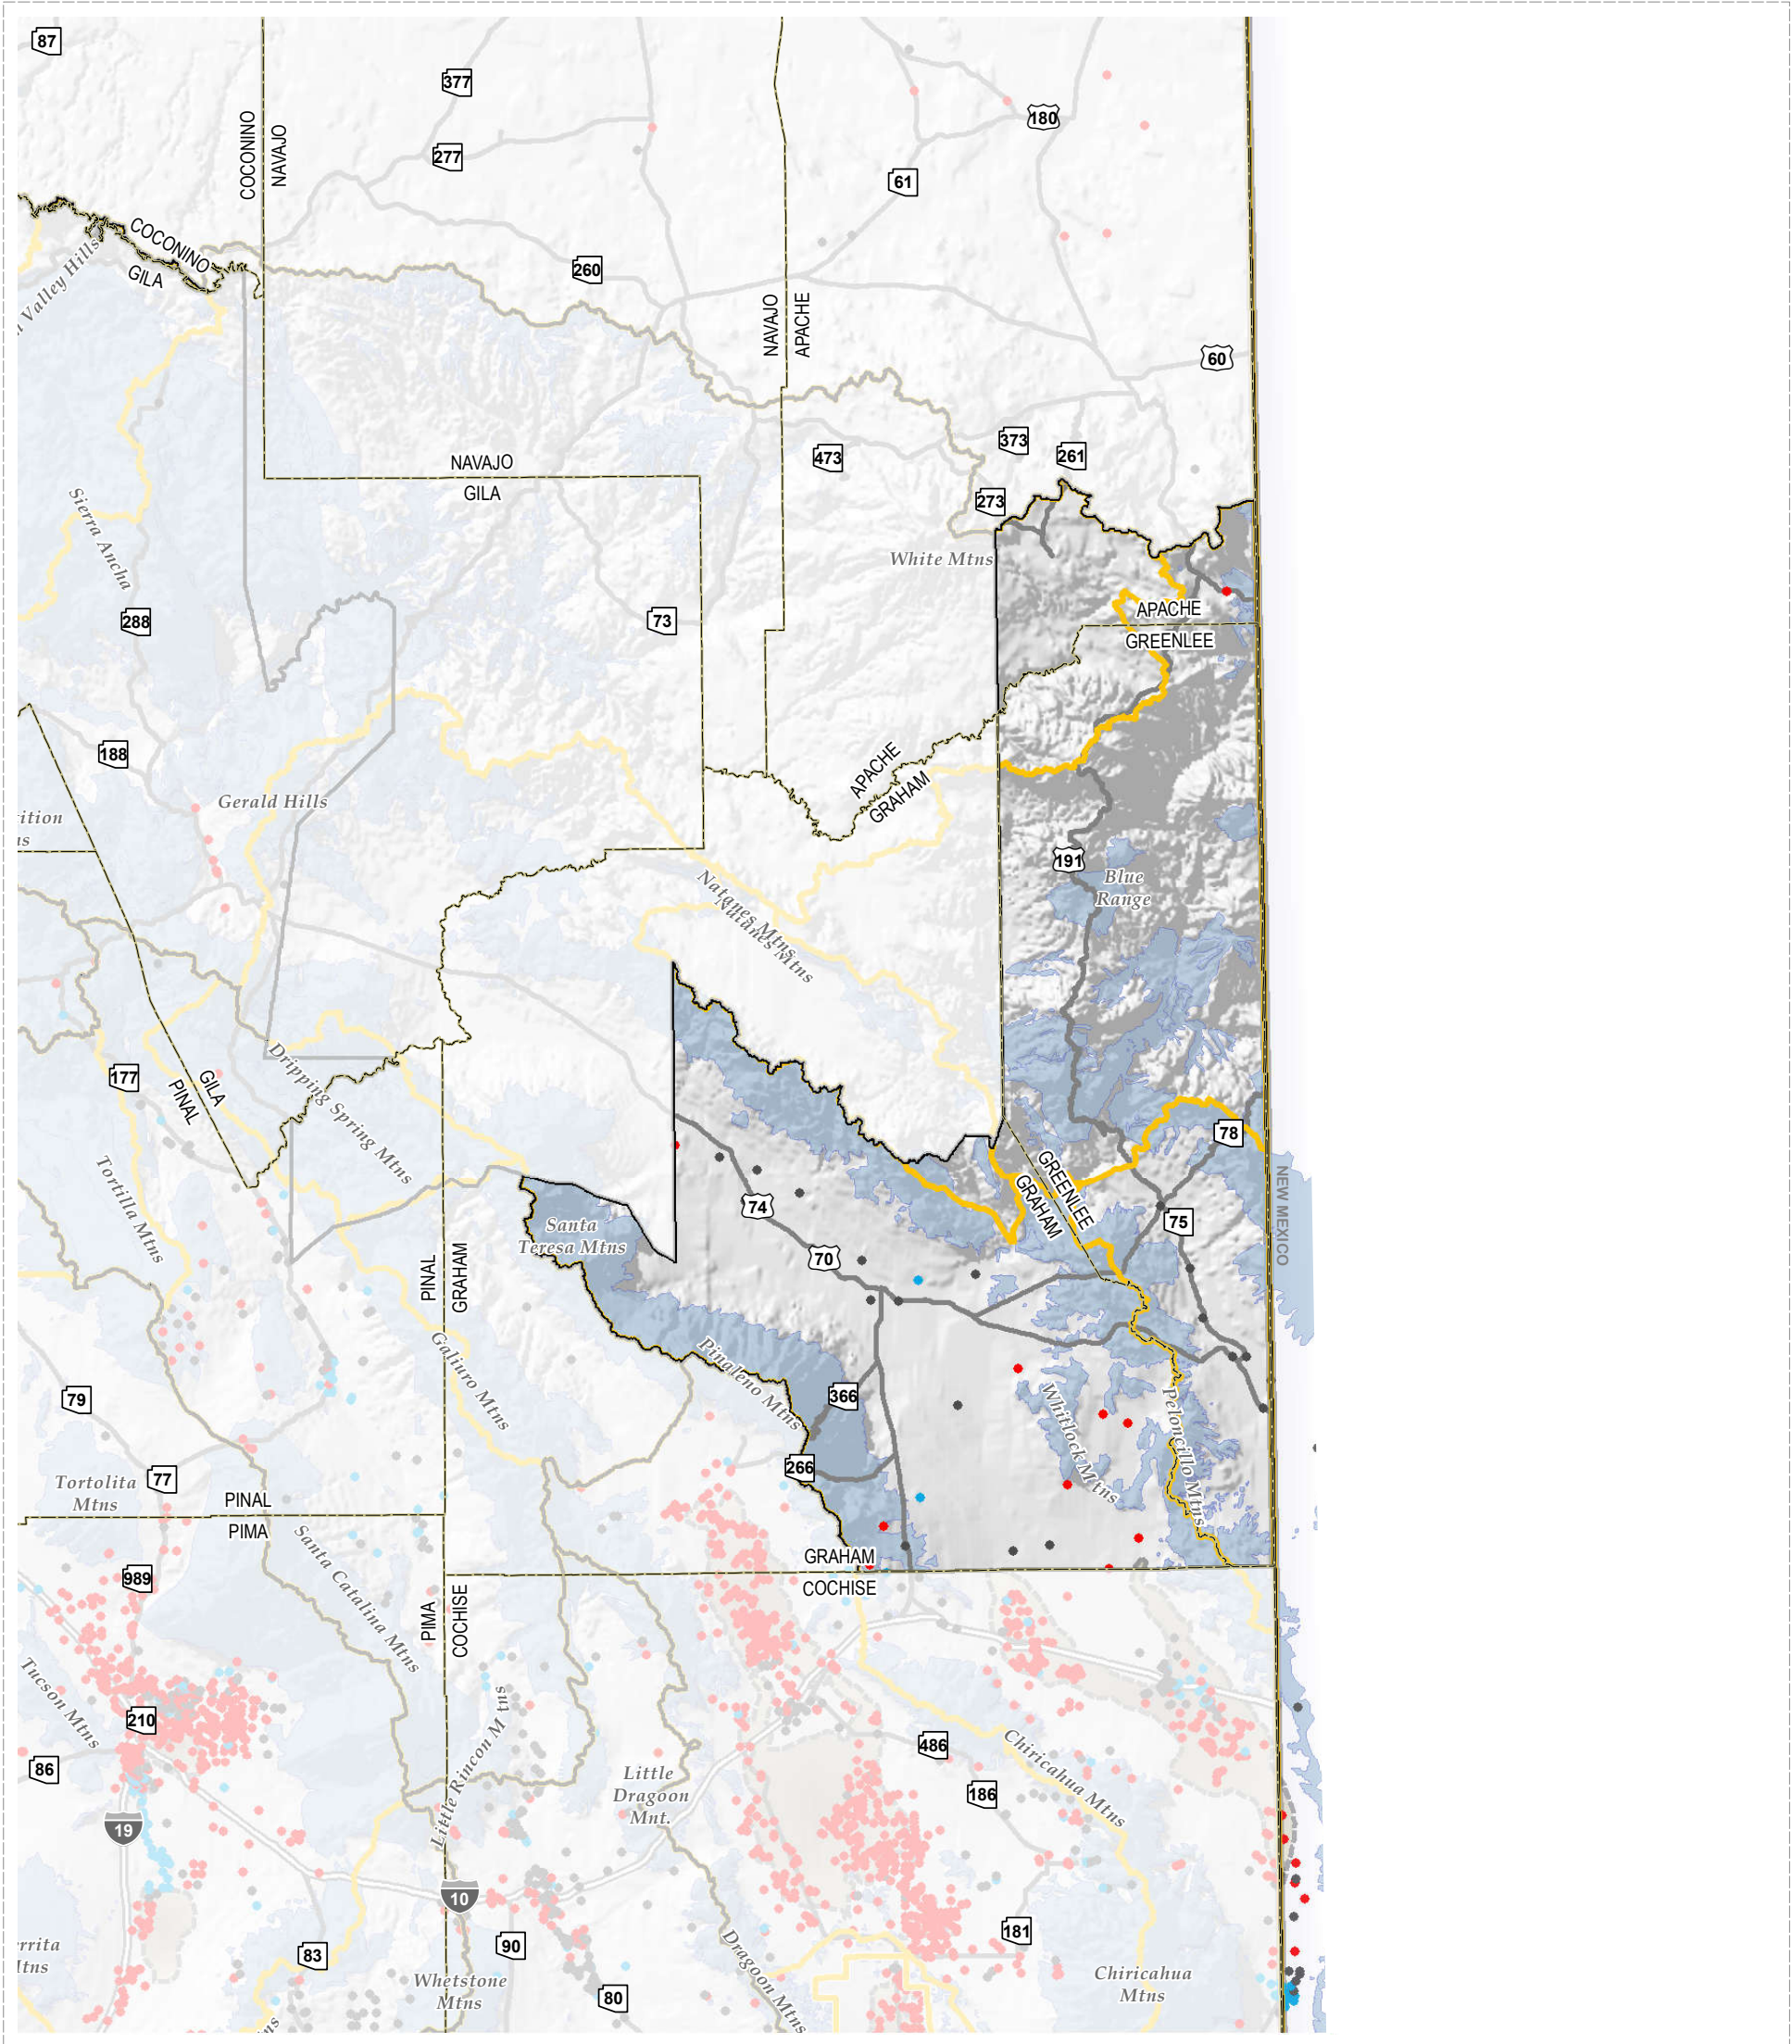 87
377
180
277
COCONINO
NAVAJO
61
COCONINO
GILA
260
Valley Hills
NAVAJO
APACHE
60
373
261
473
NAVAJO
GILA
273
Sierra Ancha
White Mtns
APACHE
GREENLEE
288
73
188
APACHE
GRAHAM
Gerald Hills
191
Blue
Range
Natanes Mtns
Natanes Mtns
177
GILA
PINAL
Dripping Spring Mtns
78
GREENLEE
GRAHAM
NEW MEXICO
Tortilla Mtns
74
75
Santa
Teresa Mtns
70
PINAL
GRAHAM
Galiuro Mtns
Pinaleno Mtns
366
79
Whitlock Mtns
Peloncillo Mtns
266
Tortolita
Mtns
77
PINAL
PIMA
Santa Catalina Mtns
GRAHAM
COCHISE
989
PIMA
COCHISE
Tucson Mtns
210
Little Rincon M tns
486
Chiricahua Mtns
86
Little
Dragoon
Mnt.
186
19
10
181
83
90
Dragoon Mtns
Whetstone
Mtns
Chiricahua
Mtns
80